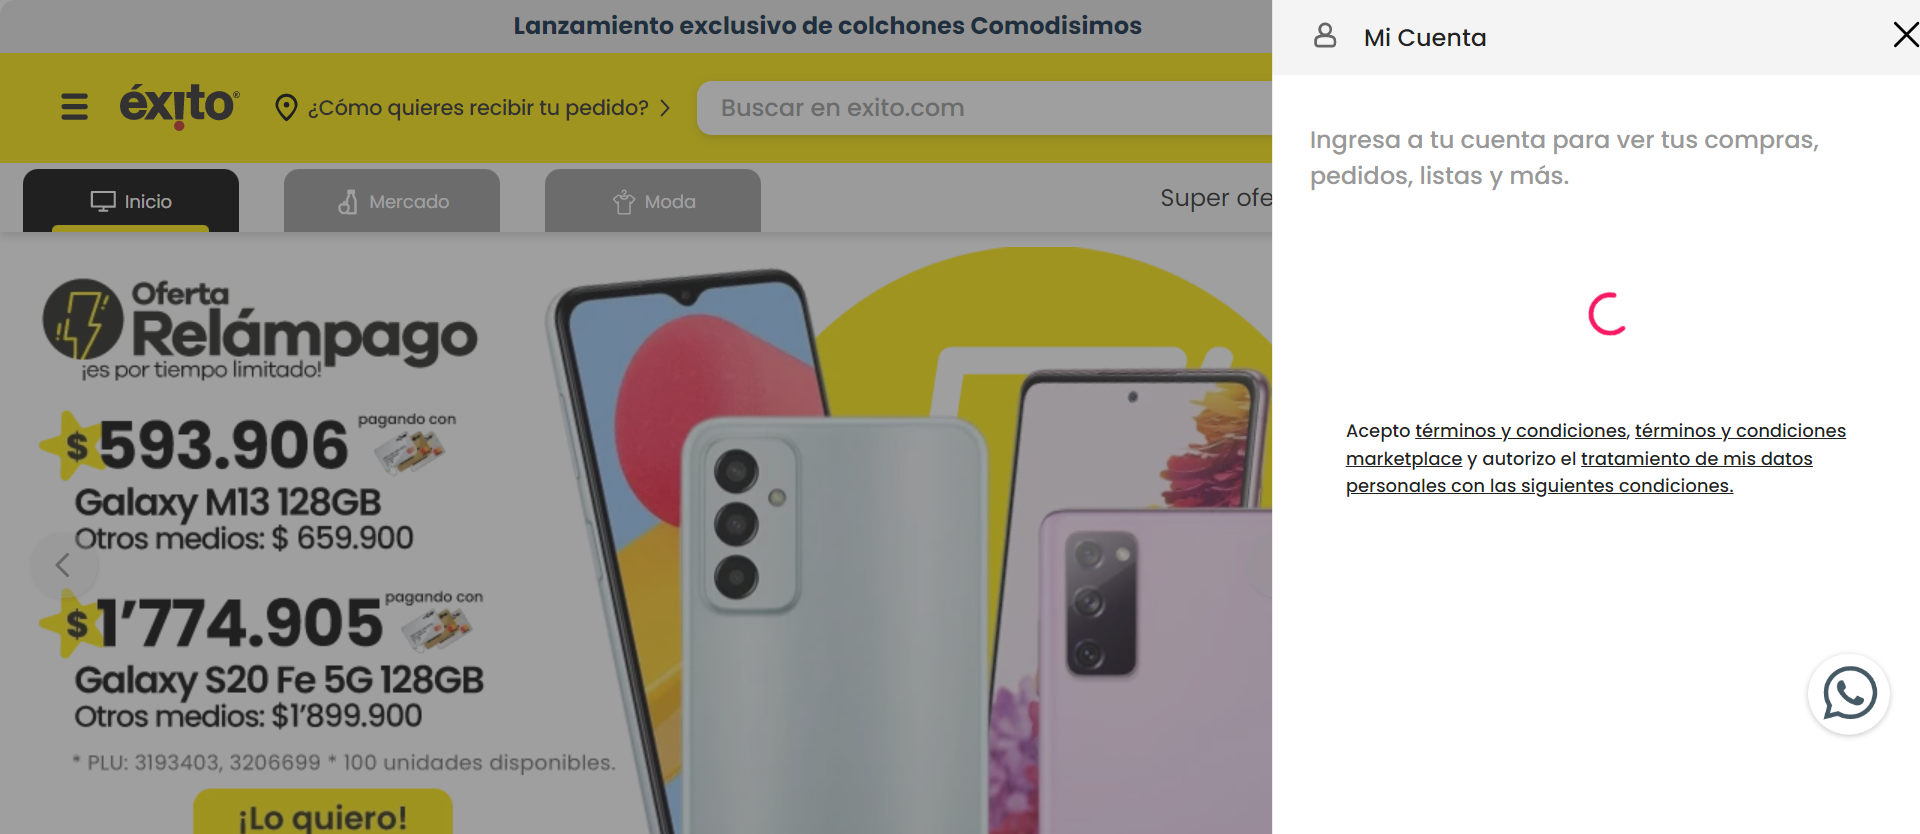 Lanzamiento exclusivo de colchones Comodisimos
éxito
¿Cómo quieres recibir tu pedido?
Buscar en exito.com
Inicio
Mercado
Moda
Super ofe
Oferta
Relámpago
¡es por tiempo limitado!
$593.906 pagando con
Galaxy M13 128GB
Otros medios: $ 659.900
$1'774.905 pagando con
Galaxy S20 Fe 5G 128GB
Otros medios: $1'899.900
* PLU: 3193403, 3206699 * 100 unidades disponibles.
¡Lo quiero!
Mi Cuenta
Ingresa a tu cuenta para ver tus compras,
pedidos, listas y más.
Acepto términos y condiciones, términos y condiciones
marketplace y autorizo el tratamiento de mis datos
personales con las siguientes condiciones.